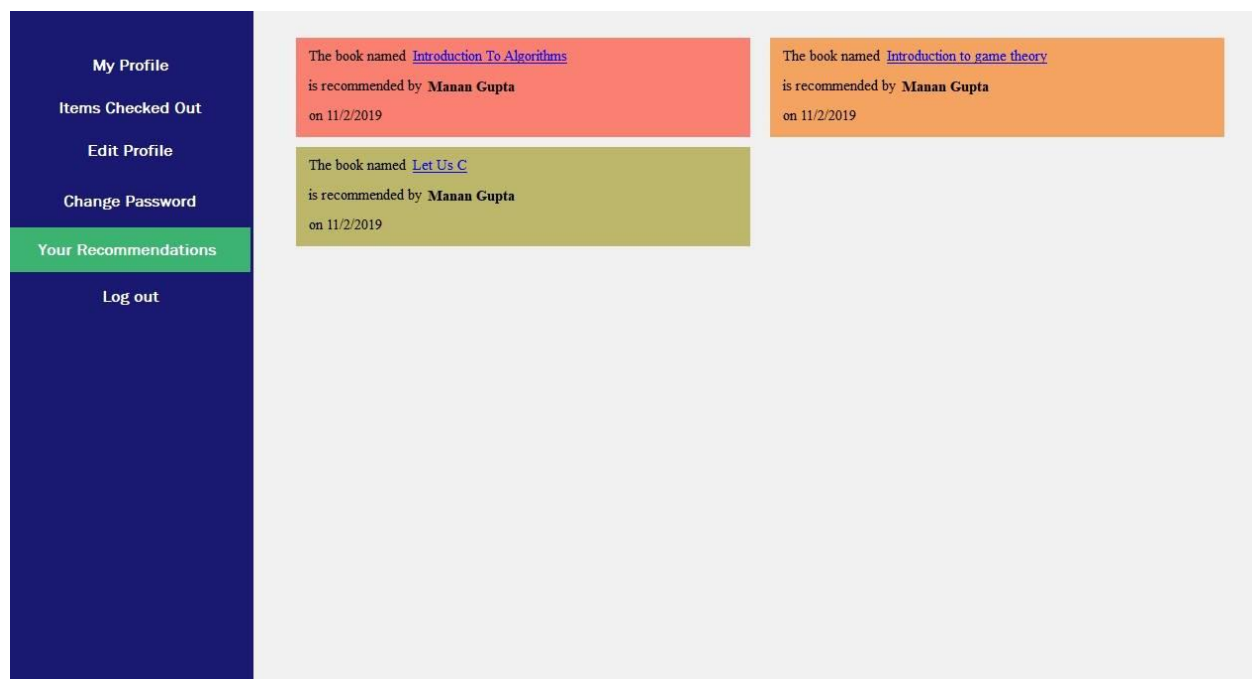 My Profile
Items Checked Out
Edit Profile
Change Password
Your Recommendations
Log out
The book named Introduction To Algorithms
is recommended by Manan Gupta
on 11/2/2019
The book named Introduction to game theory
is recommended by Manan Gupta
on 11/2/2019
The book named Let Us C
is recommended by Manan Gupta
on 11/2/2019